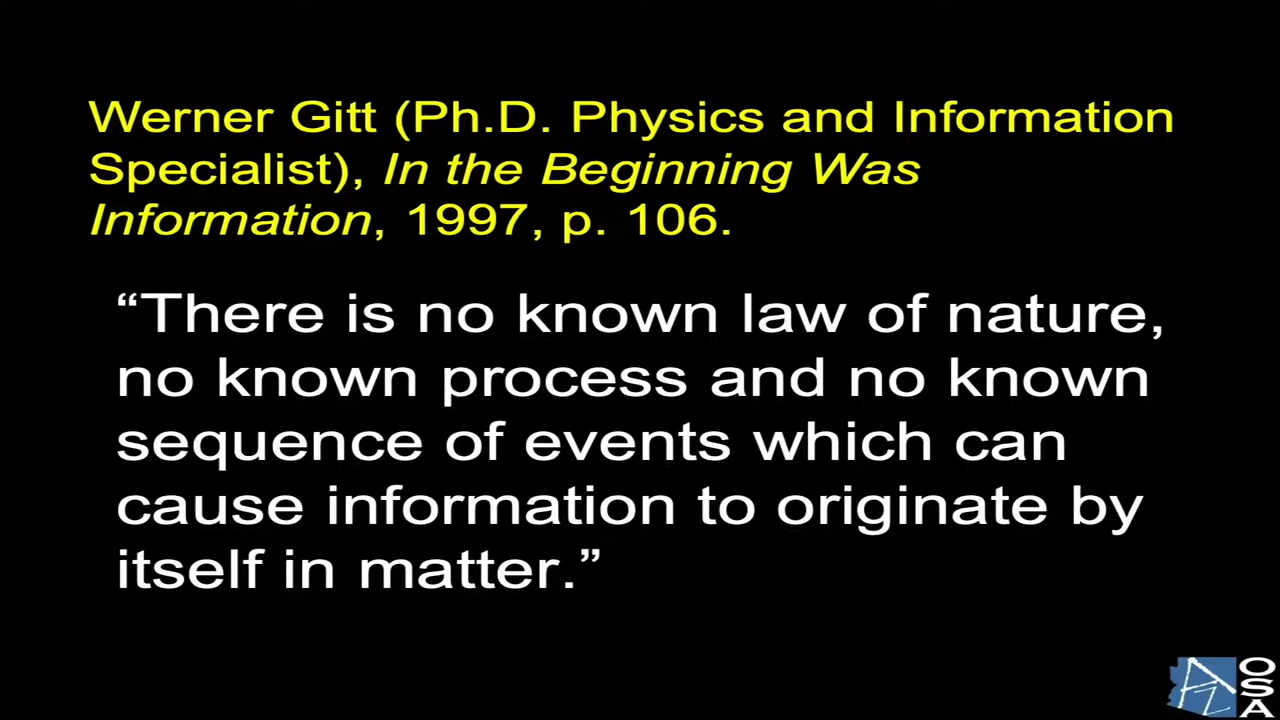 Werner Gitt (Ph.D. Physics and Information
Specialist), In the Beginning Was
Information, 1997, p. 106.
“There is no known law of nature,
no known process and no known
sequence of events which can
cause information to originate by
itself in matter.”
AZ
OSA